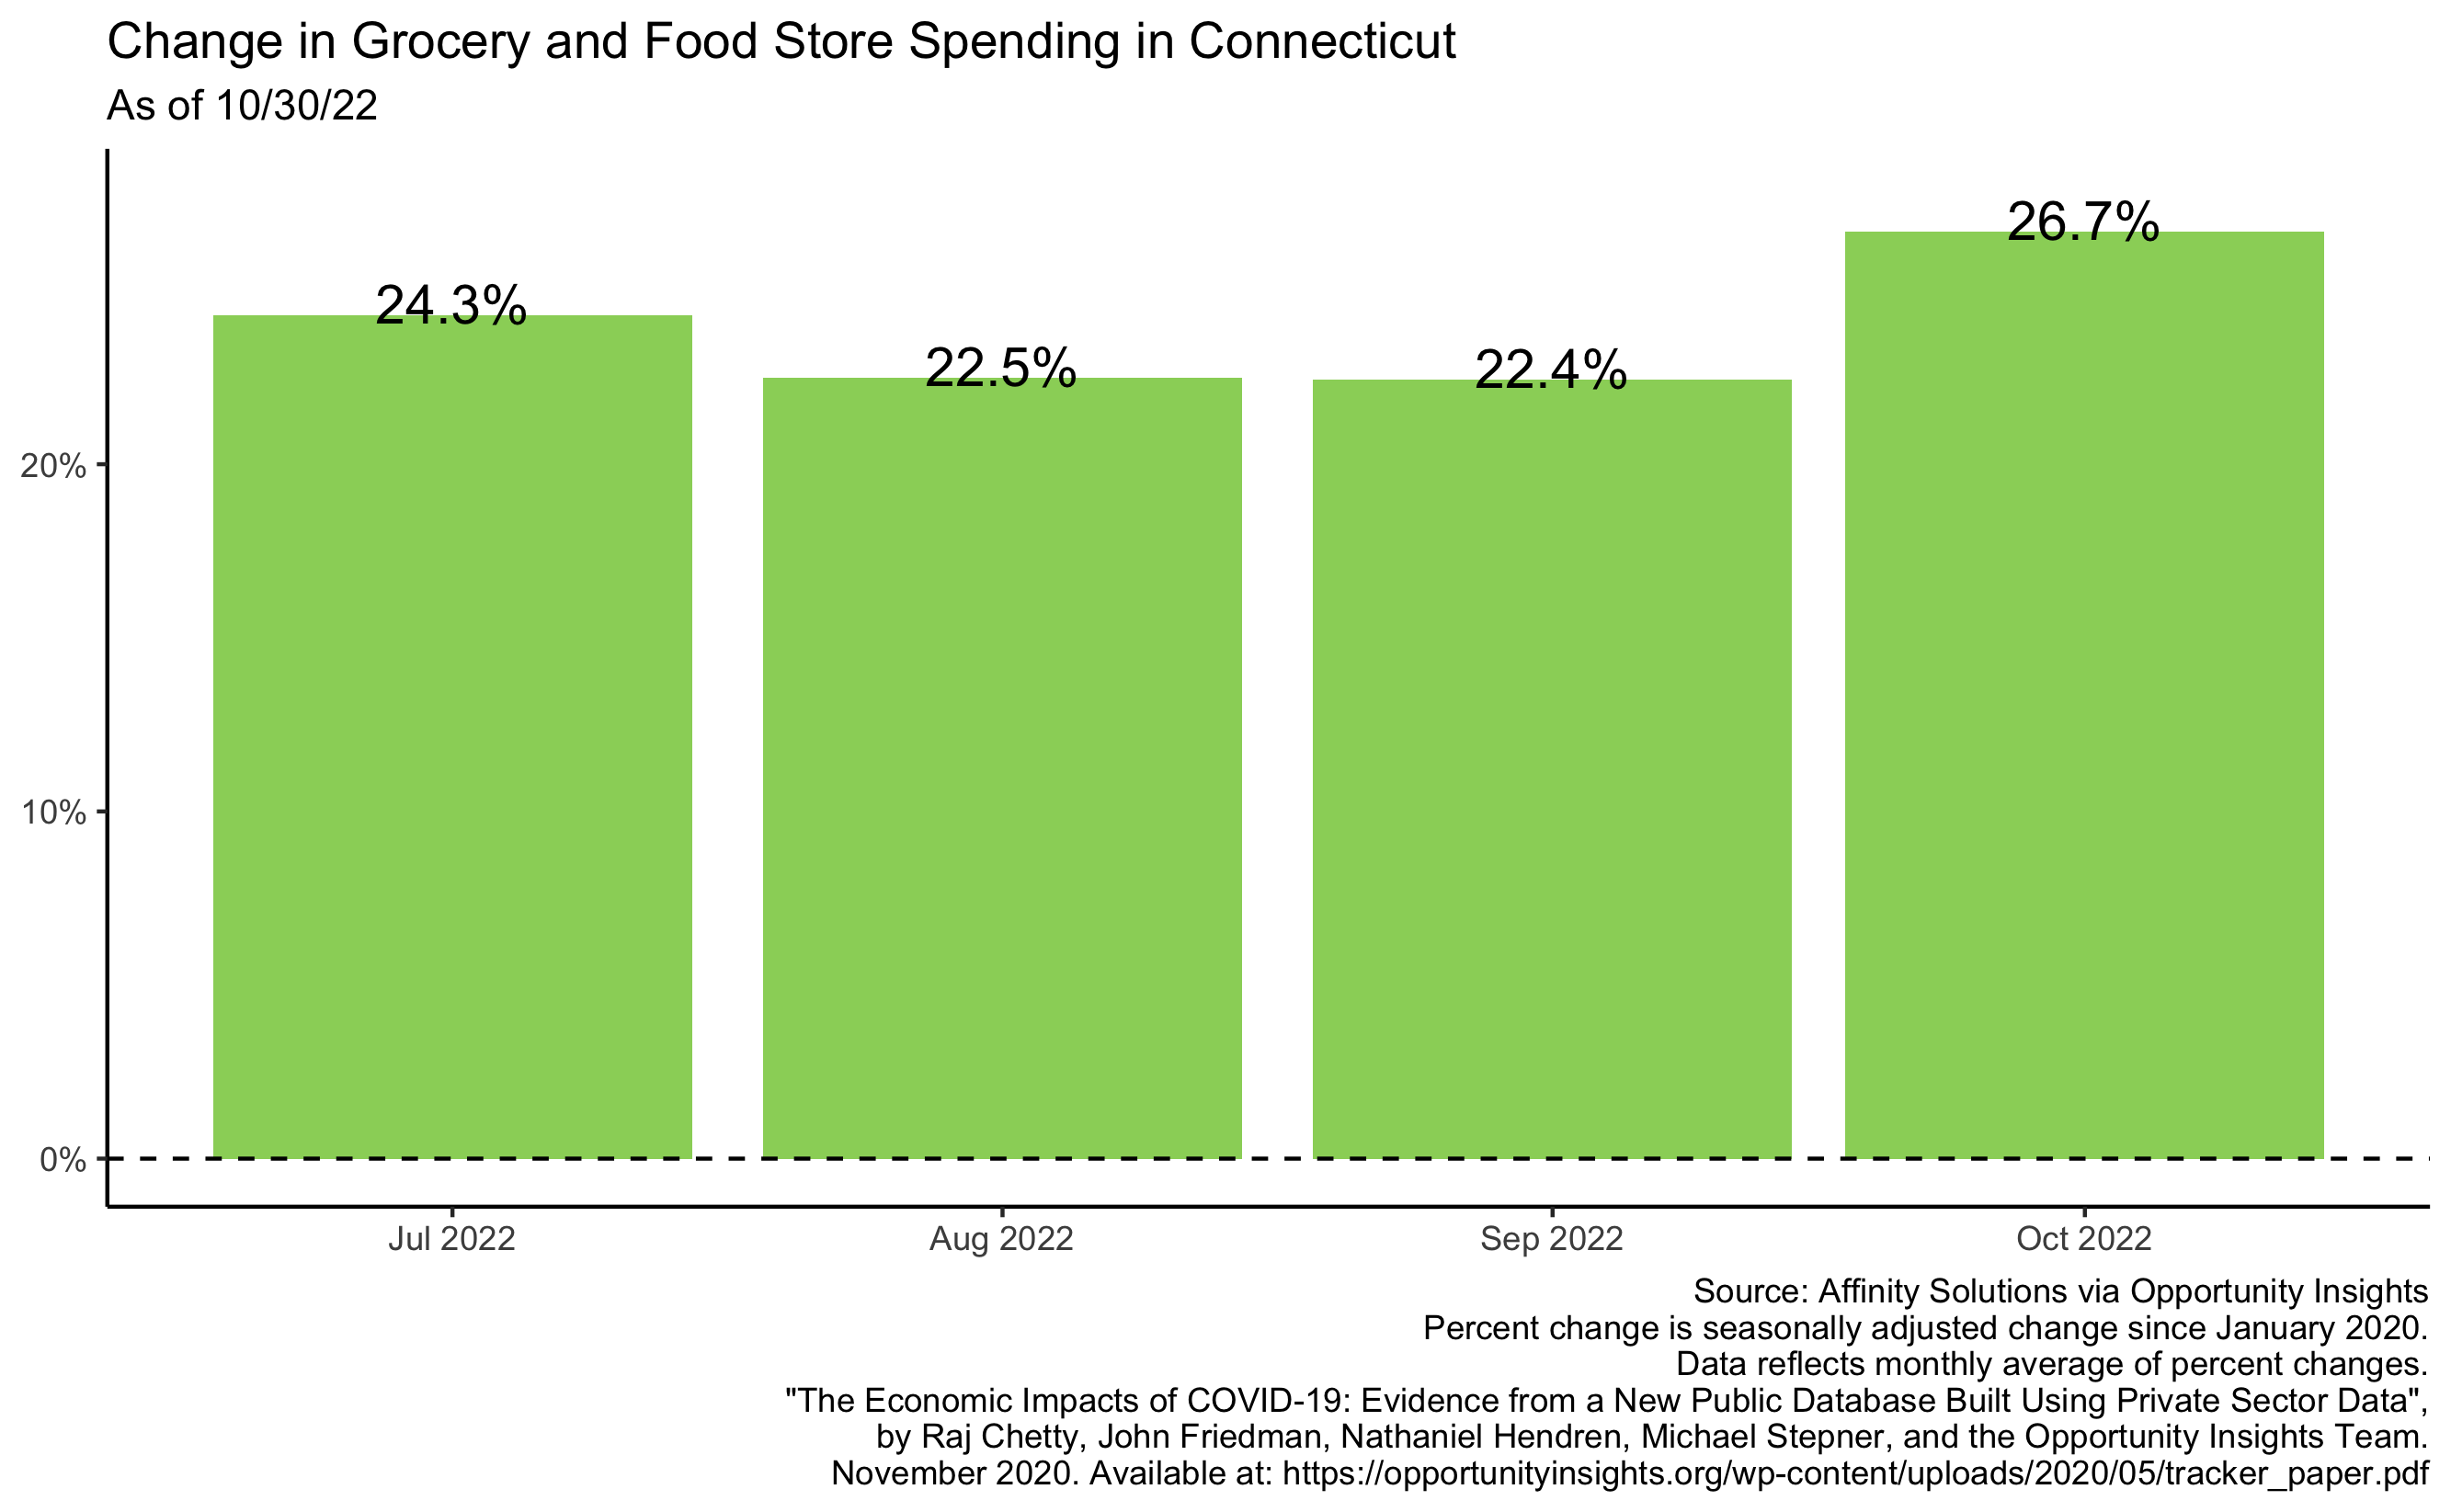 Change in Grocery and Food Store Spending in Connecticut
As of 10/30/22
24.3%
22.5%
22.4%
26.7%
20%
10%
0%
Jul 2022
Aug 2022
Sep 2022
Oct 2022
Source: Affinity Solutions via Opportunity Insights
Percent change is seasonally adjusted change since January 2020.
Data reflects monthly average of percent changes.
"The Economic Impacts of COVID-19: Evidence from a New Public Database Built Using Private Sector Data",
by Raj Chetty, John Friedman, Nathaniel Hendren, Michael Stepner, and the Opportunity Insights Team.
November 2020. Available at: https://opportunityinsights.org/wp-content/uploads/2020/05/tracker_paper.pdf